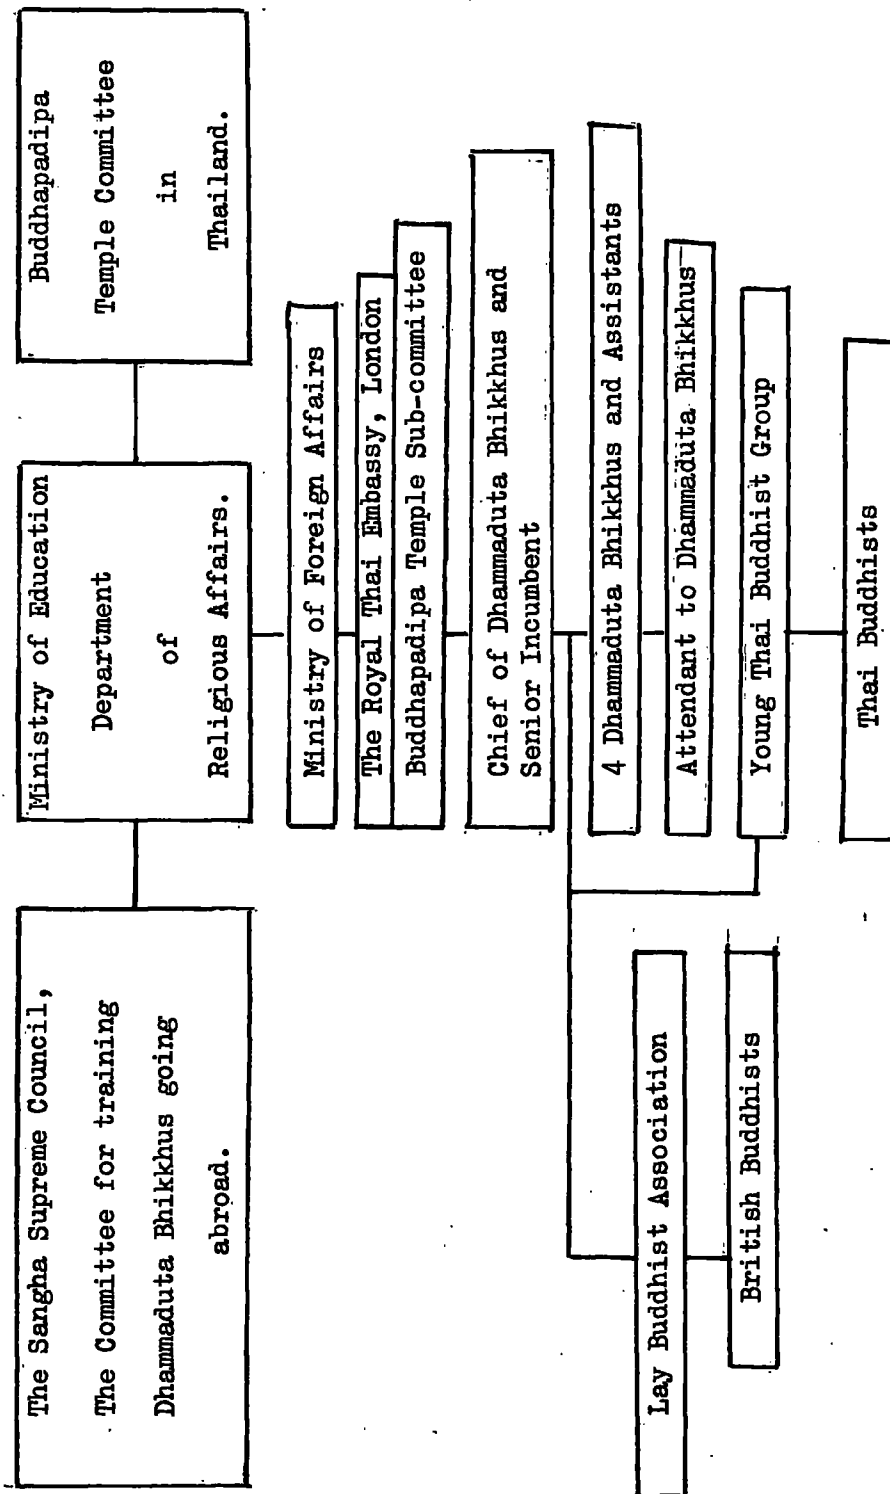 The Sangha Supreme Council,
The Committee for training
Dhammaduta Bhikkhus going
abroad.
Ministry of Education
Department
of
Religious Affairs.
Buddhapadipa
Temple Committee
in
Thailand.
Ministry of Foreign Affairs
The Royal Thai Embassy, London
Buddhapadipa Temple Sub-committee
Chief of Dhammaduta Bhikkhus and
Senior Incumbent
4 Dhammaduta Bhikkhus and Assistants
Attendant to Dhammaduta Bhikkhus
Lay Buddhist Association
Young Thai Buddhist Group
British Buddhists
Thai Buddhists